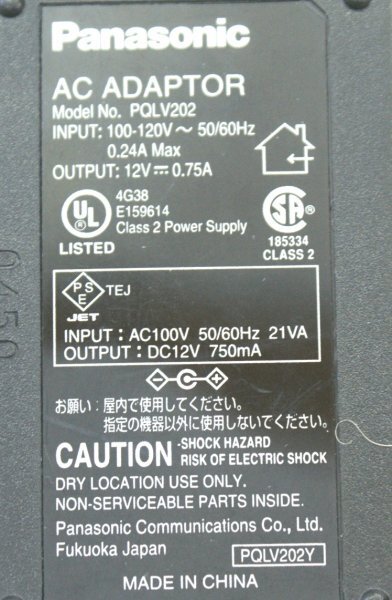 Panasonic
AC ADAPTOR
Model No. PQLV202
INPUT: 100-120V ~ 50/60Hz
0.24A Max
OUTPUT: 12V ⎓ 0.75A
UL
LISTED
4G38
E159614
Class 2 Power Supply
SA
®
185334
CLASS 2
PSE
JET
TEJ
INPUT : AC100V 50/60Hz 21VA
OUTPUT : DC12V 750mA
お願い : 屋内で使用してください。
指定の機器以外に使用しないでください。
CAUTION -SHOCK HAZARD
RISK OF ELECTRIC SHOCK
DRY LOCATION USE ONLY.
NON-SERVICEABLE PARTS INSIDE.
Panasonic Communications Co., Ltd.
Fukuoka Japan
PQLV202Y
MADE IN CHINA